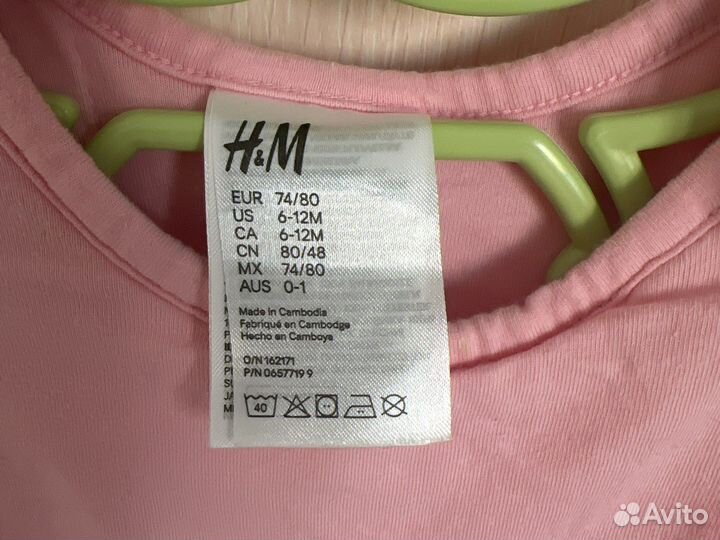 H&M
EUR 74/80
US 6-12M
CA 6-12M
CN 80/48
MX 74/80
AUS 0-1
Made in Cambodia
Fabriqué en Cambodge
Hecho en Camboya
O/N 162171
P/N 0657719 9
40
Avito